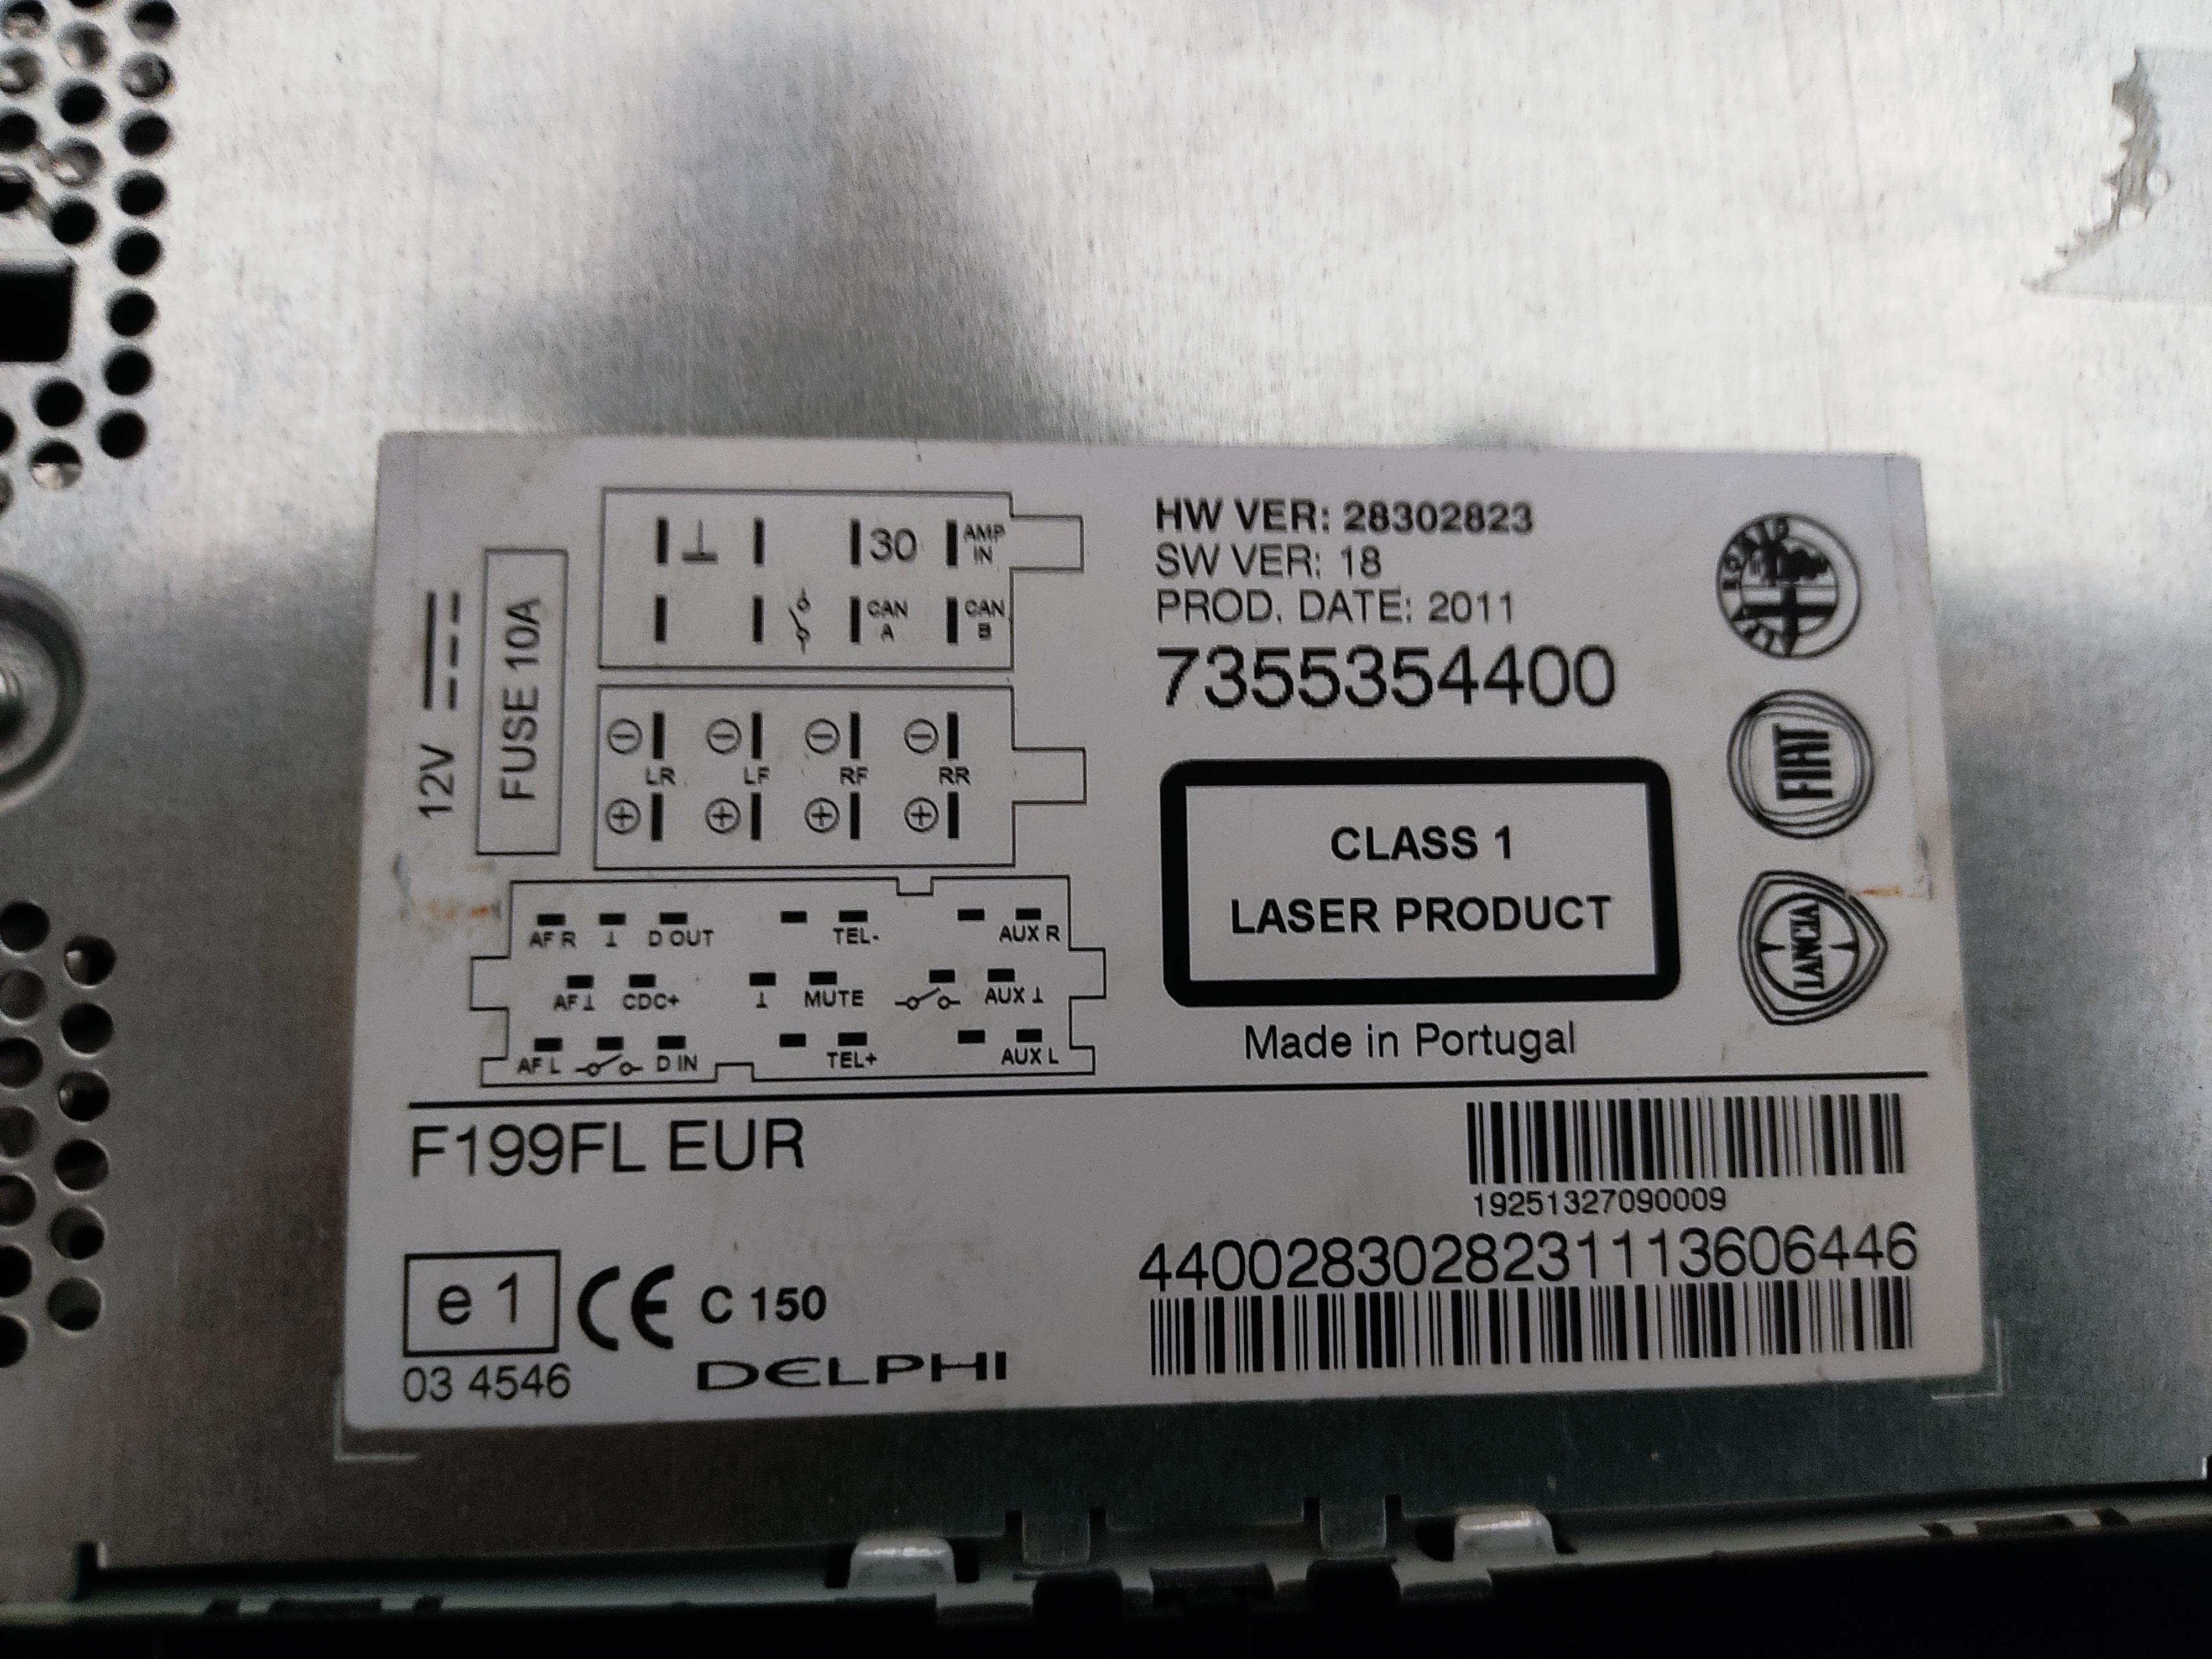 12V
FUSE 10A
30
AMP
IN
CAN
A
CAN
B
LR LF RF RR
AF R D OUT TEL- AUX R
AF CDC+ MUTE AUX
AF L D IN TEL+ AUX L
HW VER: 28302823
SW VER: 18
PROD. DATE: 2011
7355354400
CLASS 1
LASER PRODUCT
Made in Portugal
FIAT
LANCIA
F199FL EUR
19251327090009
4400283028231113606446
e 1
CE C 150
03 4546
DELPHI